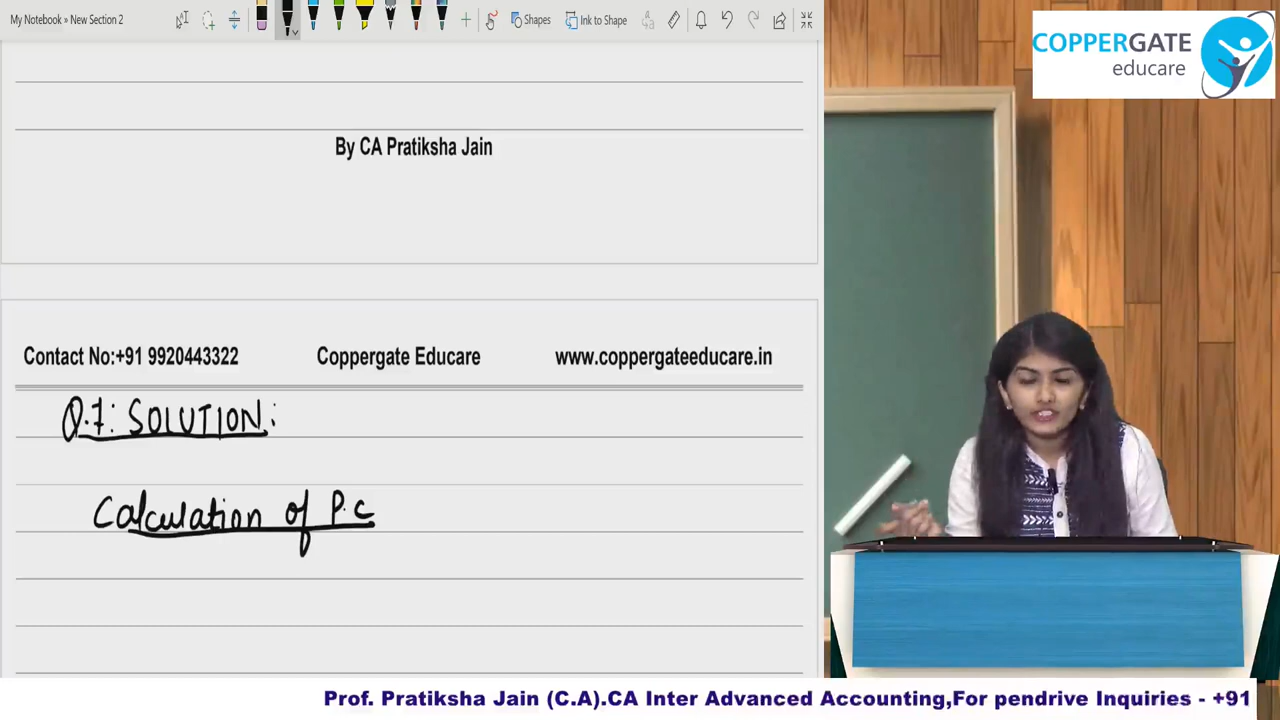 My Notebook » New Section 2
Shapes
Ink to Shape
COPPERGATE
educare
By CA Pratiksha Jain
Contact No:+91 9920443322 Coppergate Educare www.coppergateeducare.in
Q.7: SOLUTION:
Calculation of P.C
Prof. Pratiksha Jain (C.A).CA Inter Advanced Accounting,For pendrive Inquiries - +91